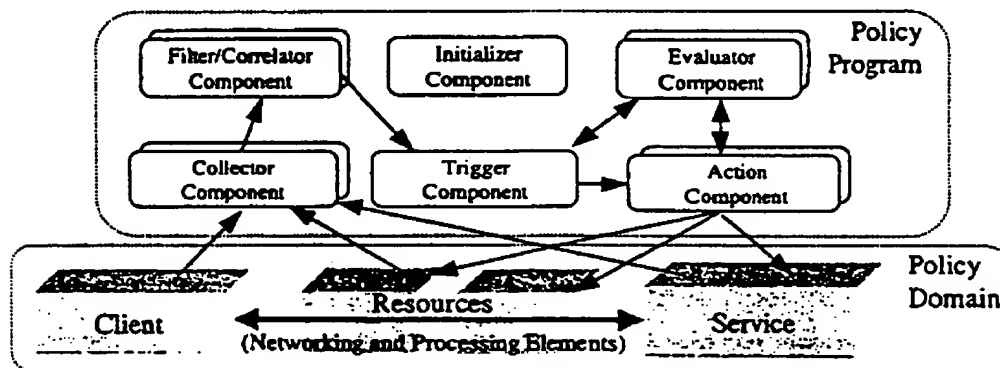 Policy
Program
Filter/Correlator
Component
Initializer
Component
Evaluator
Component
Collector
Component
Trigger
Component
Action
Component
Policy
Domain
Client
Resources
Service
(Networking and Processing Elements)